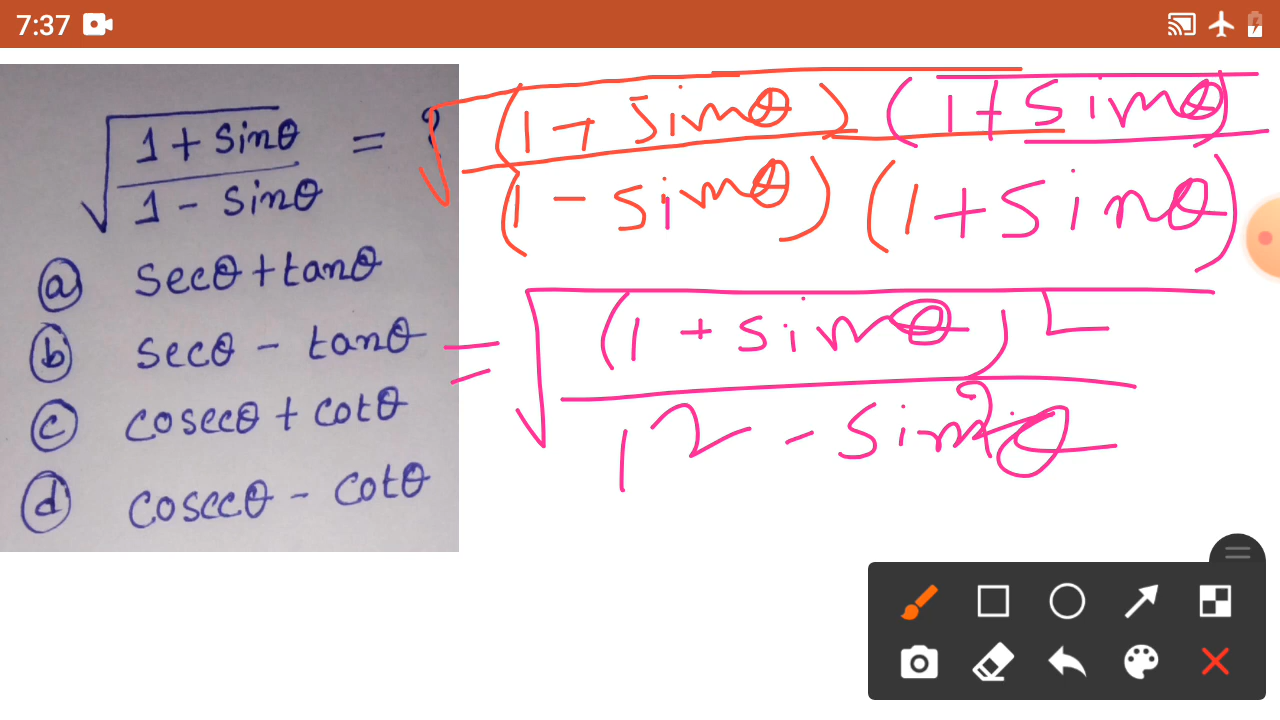 7:37
√(1 + sinθ / 1 - sinθ) = ?
ⓐ secθ + tanθ
ⓑ secθ - tanθ
ⓒ cosecθ + cotθ
ⓓ cosecθ - cotθ
√((1 + sinθ) (1 + sinθ) / (1 - sinθ) (1 + sinθ))
= √((1 + sinθ)² / 1² - sin²θ)